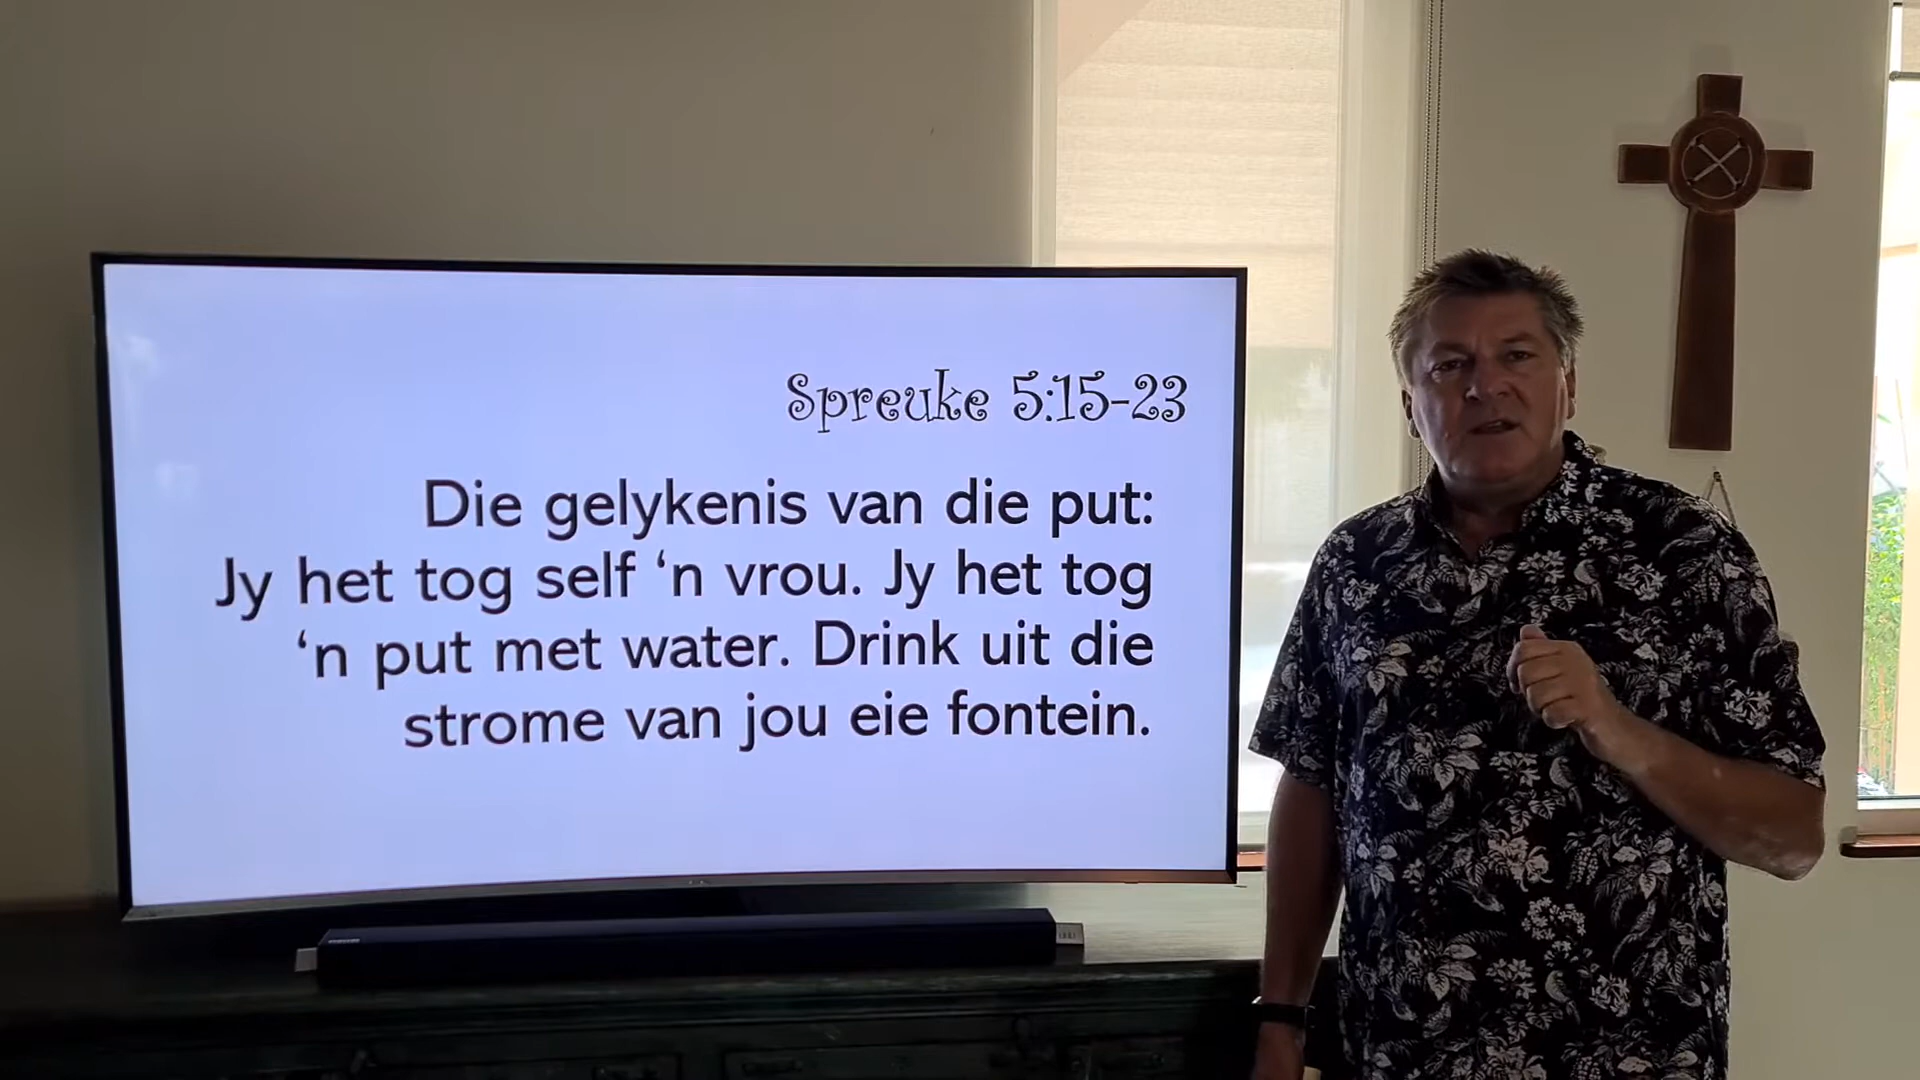 Spreuke 5:15-23
Die gelykenis van die put:
Jy het tog self ‘n vrou. Jy het tog
‘n put met water. Drink uit die
strome van jou eie fontein.